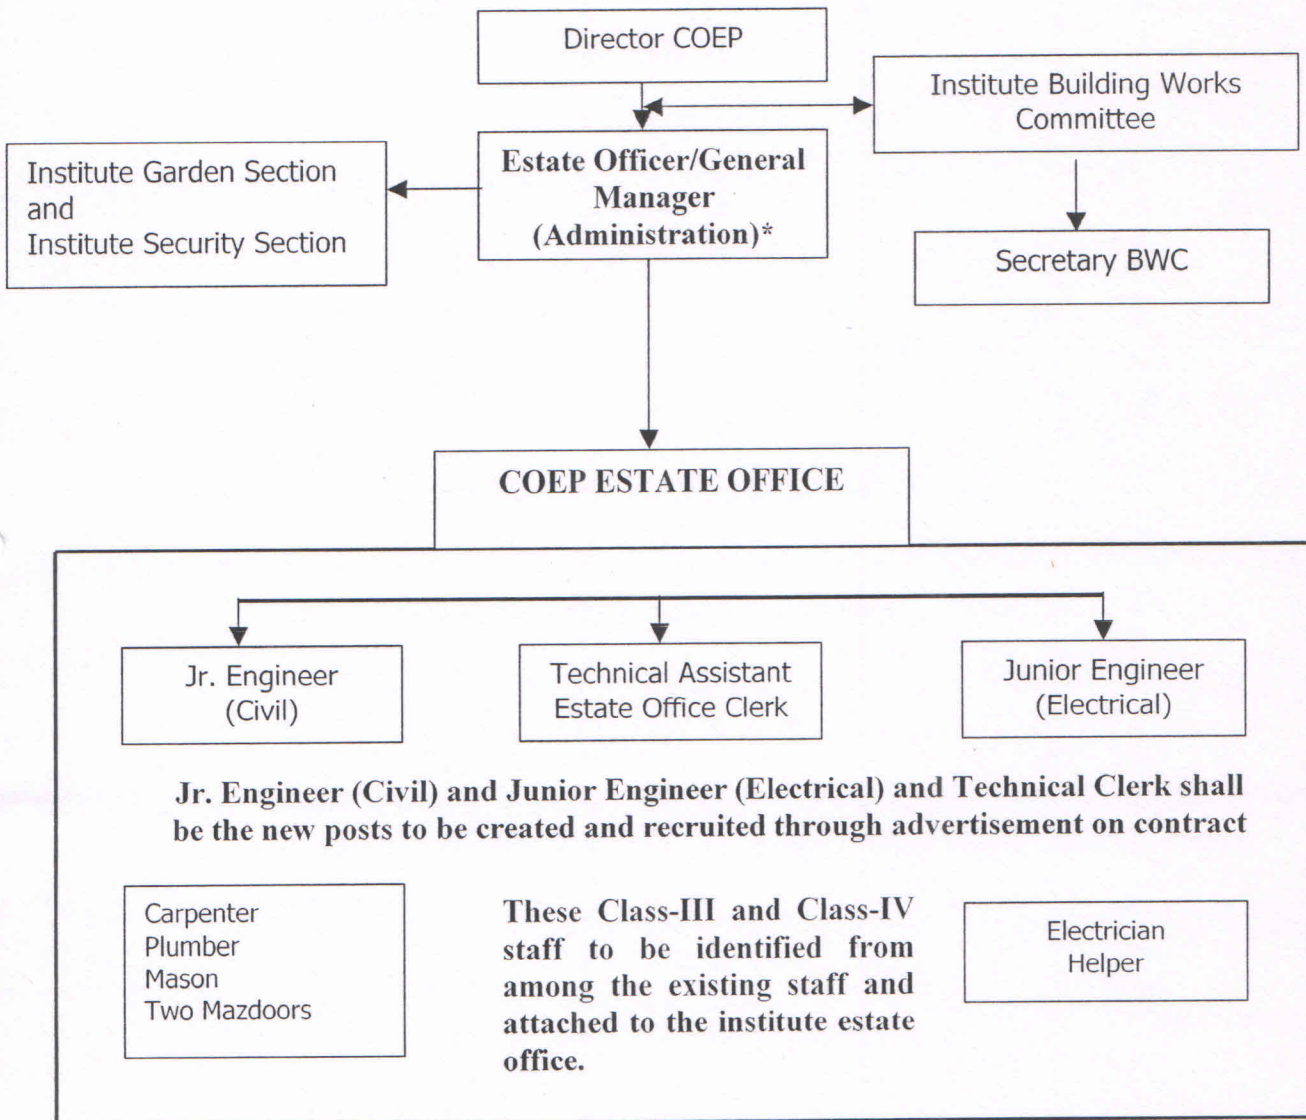 Director COEP
Institute Building Works
Committee
Estate Officer/General
Manager
(Administration)*
Institute Garden Section
and
Institute Security Section
Secretary BWC
COEP ESTATE OFFICE
Jr. Engineer
(Civil)
Technical Assistant
Estate Office Clerk
Junior Engineer
(Electrical)
Jr. Engineer (Civil) and Junior Engineer (Electrical) and Technical Clerk shall
be the new posts to be created and recruited through advertisement on contract
Carpenter
Plumber
Mason
Two Mazdoors
These Class-III and Class-IV
staff to be identified from
among the existing staff and
attached to the institute estate
office.
Electrician
Helper